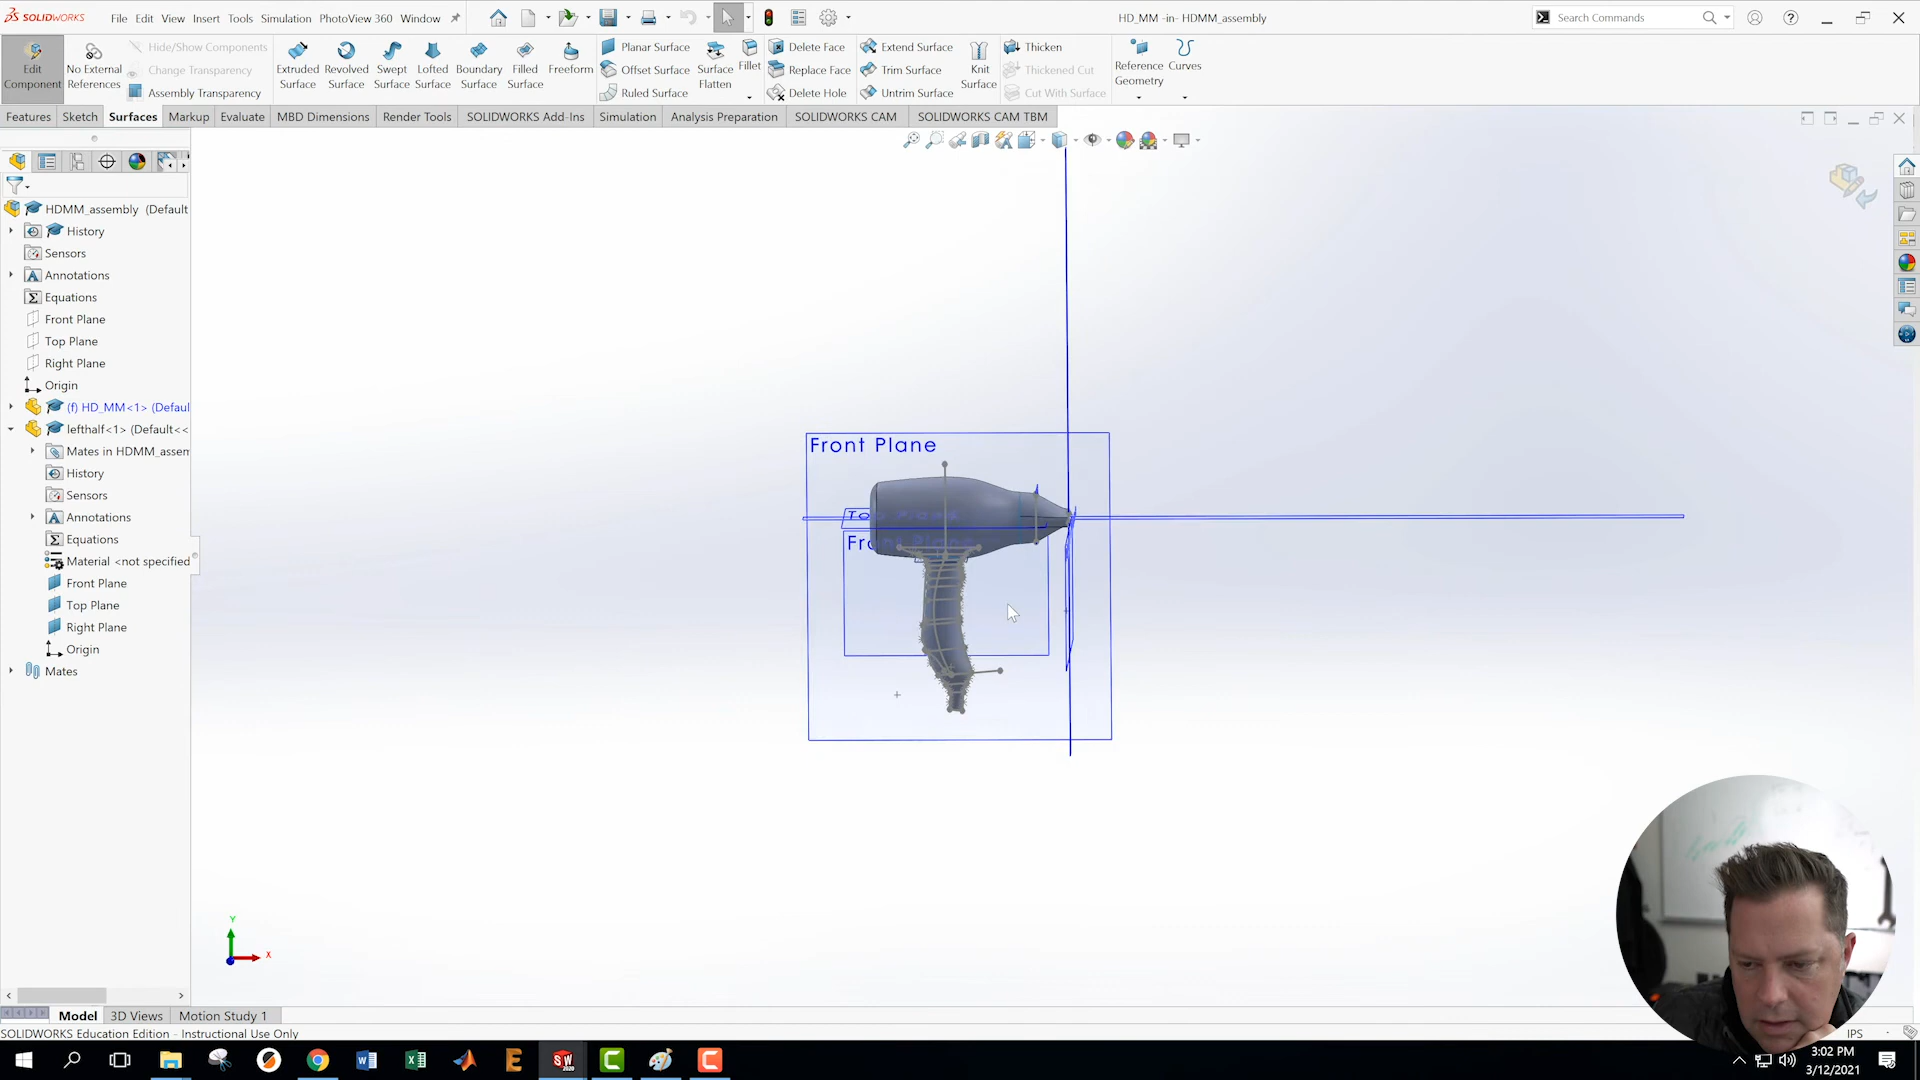 SOLIDWORKS File Edit View Insert Tools Simulation PhotoView 360 Window HD_MM -in- HDMM_assembly Search Commands
Edit Component
No External References
Hide/Show Components
Change Transparency
Assembly Transparency
Extruded Surface
Revolved Surface
Swept Surface
Lofted Surface
Boundary Surface
Filled Surface
Freeform
Planar Surface
Offset Surface
Ruled Surface
Surface Flatten
Fillet
Delete Face
Replace Face
Delete Hole
Extend Surface
Trim Surface
Untrim Surface
Knit Surface
Thicken
Thickened Cut
Cut With Surface
Reference Geometry
Curves
Features Sketch Surfaces Markup Evaluate MBD Dimensions Render Tools SOLIDWORKS Add-Ins Simulation Analysis Preparation SOLIDWORKS CAM SOLIDWORKS CAM TBM
HDMM_assembly (Default
History
Sensors
Annotations
Equations
Front Plane
Top Plane
Right Plane
Origin
(f) HD_MM<1> (Defaul
lefthalf<1> (Default<<
Mates in HDMM_assem
History
Sensors
Annotations
Equations
Material <not specified
Front Plane
Top Plane
Right Plane
Origin
Mates
Front Plane
Y
X
Model 3D Views Motion Study 1
SOLIDWORKS Education Edition - Instructional Use Only
IPS
3:02 PM
3/12/2021